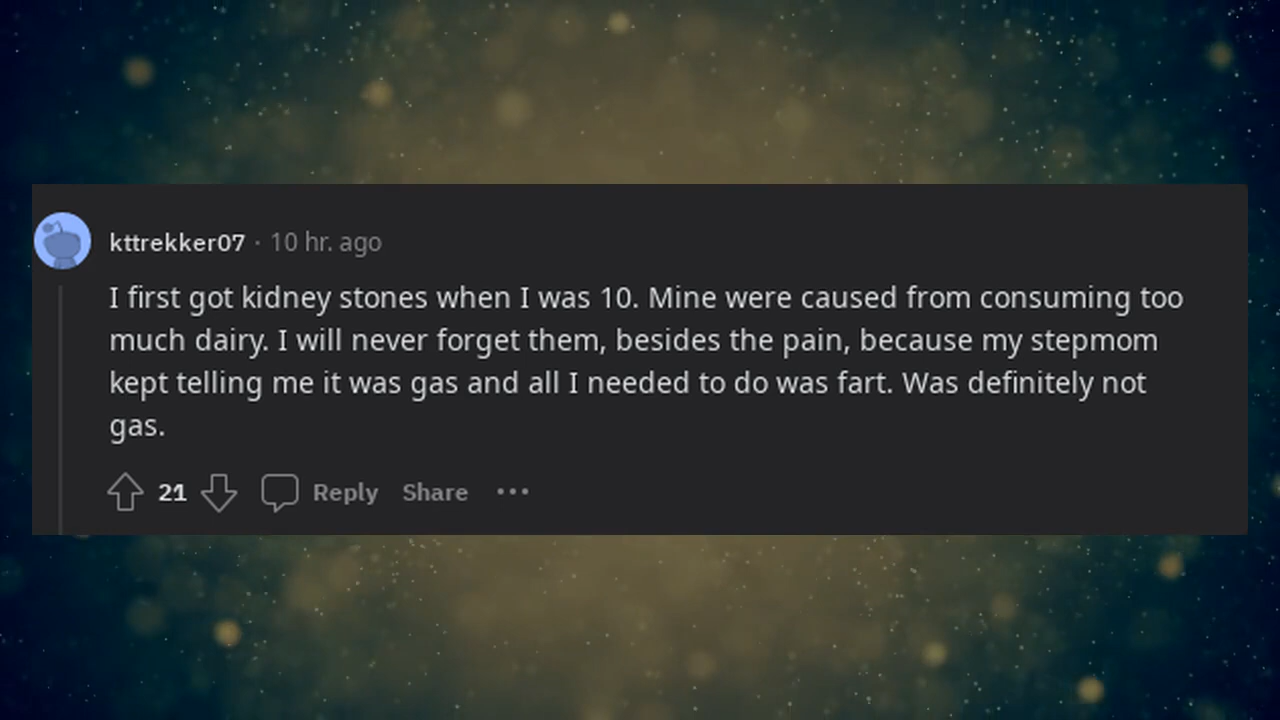 kttrekker07 · 10 hr. ago
I first got kidney stones when I was 10. Mine were caused from consuming too
much dairy. I will never forget them, besides the pain, because my stepmom
kept telling me it was gas and all I needed to do was fart. Was definitely not
gas.
21 Reply Share ···